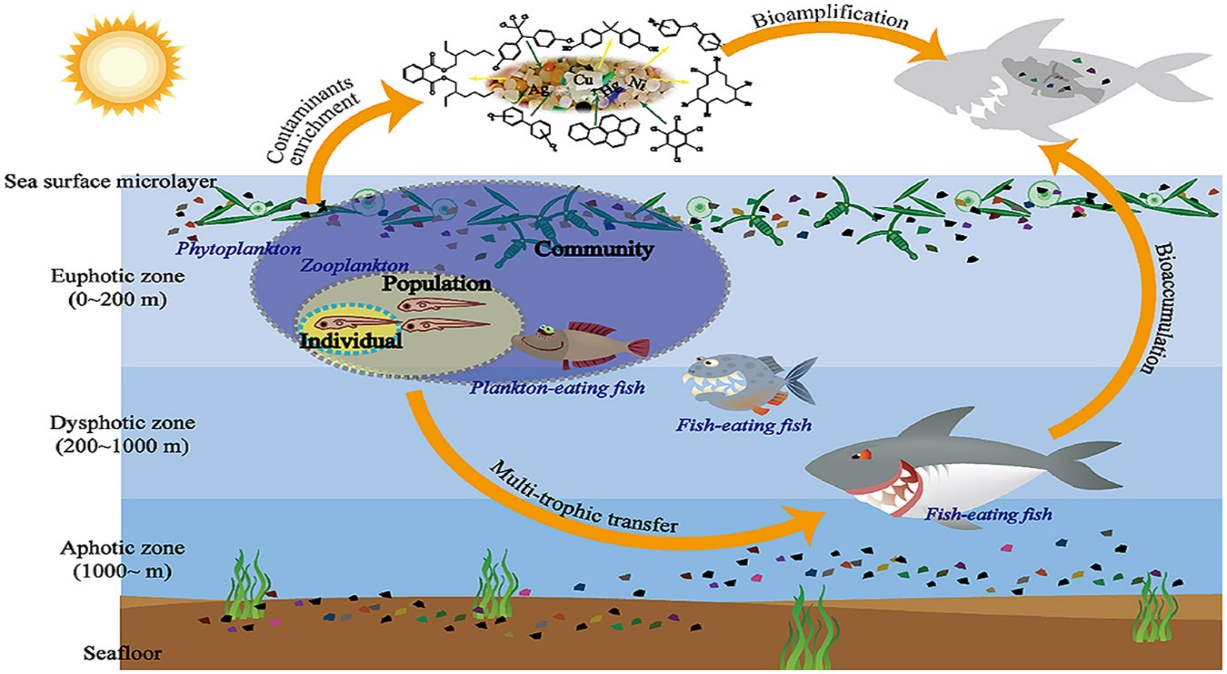 Bioamplification
Contaminants
enrichment
Ag
Cu
Hg
Ni
Sea surface microlayer
Phytoplankton
Zooplankton
Community
Euphotic zone
(0~200 m)
Population
Individual
Plankton-eating fish
Bioaccumulation
Fish-eating fish
Dysphotic zone
(200~1000 m)
Multi-trophic transfer
Fish-eating fish
Aphotic zone
(1000~ m)
Seafloor